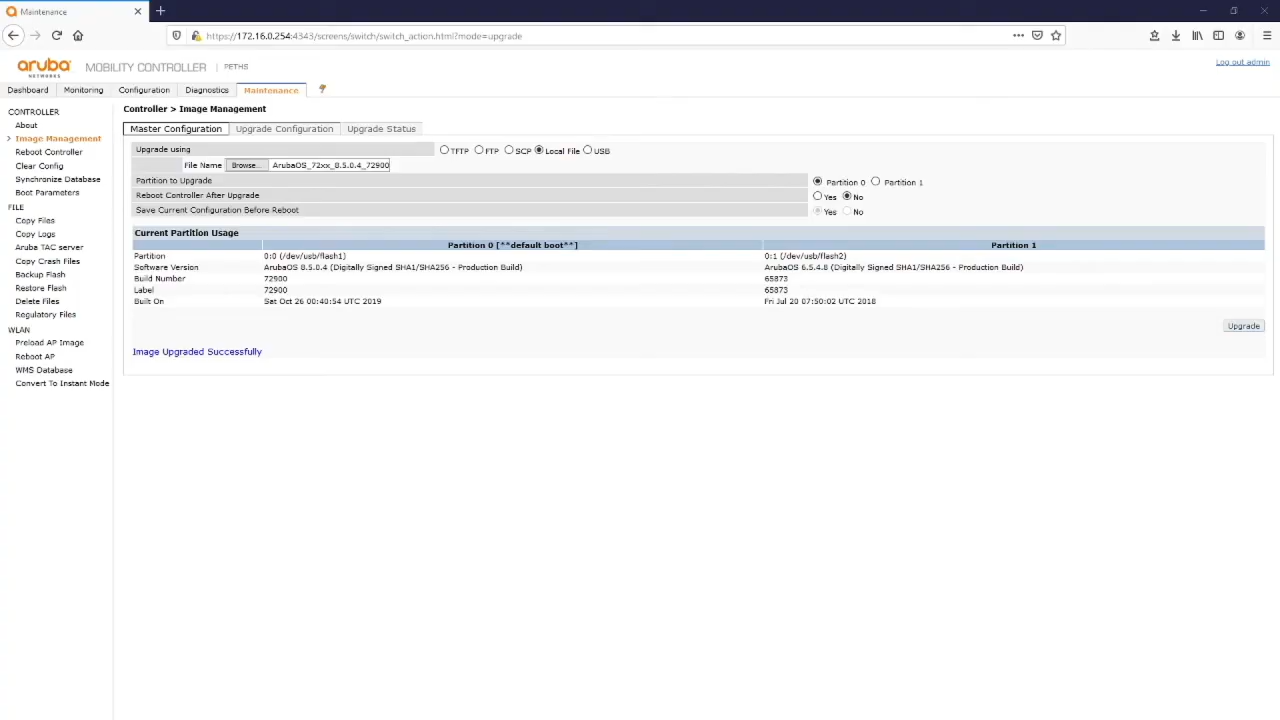 Maintenance
https://172.16.0.254:4343/screens/switch/switch_action.html?mode=upgrade
aruba NETWORKS MOBILITY CONTROLLER | PETHS
Log out admin
Dashboard Monitoring Configuration Diagnostics Maintenance
CONTROLLER
About
> Image Management
Reboot Controller
Clear Config
Synchronize Database
Boot Parameters
FILE
Copy Files
Copy Logs
Aruba TAC server
Copy Crash Files
Backup Flash
Restore Flash
Delete Files
Regulatory Files
WLAN
Preload AP Image
Reboot AP
WMS Database
Convert To Instant Mode
Controller > Image Management
Master Configuration Upgrade Configuration Upgrade Status
Upgrade using TFTP FTP SCP Local File USB
File Name Browse... ArubaOS_72xx_8.5.0.4_72900
Partition to Upgrade Partition 0 Partition 1
Reboot Controller After Upgrade Yes No
Save Current Configuration Before Reboot Yes No
Current Partition Usage
Partition 0 [**default boot**] Partition 1
Partition 0:0 (/dev/usb/flash1) 0:1 (/dev/usb/flash2)
Software Version ArubaOS 8.5.0.4 (Digitally Signed SHA1/SHA256 - Production Build) ArubaOS 6.5.4.8 (Digitally Signed SHA1/SHA256 - Production Build)
Build Number 72900 65873
Label 72900 65873
Built On Sat Oct 26 00:40:54 UTC 2019 Fri Jul 20 07:50:02 UTC 2018
Upgrade
Image Upgraded Successfully